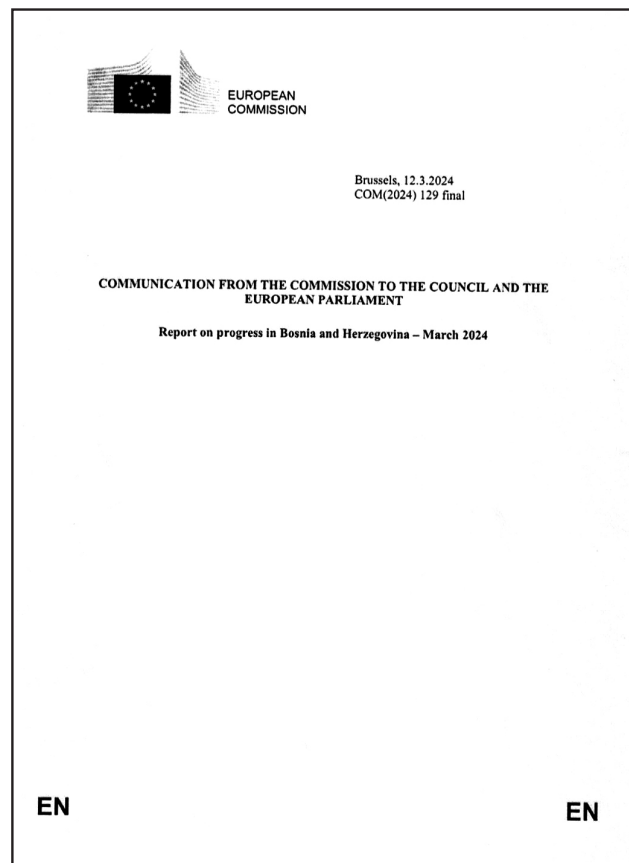 EUROPEAN
COMMISSION
Brussels, 12.3.2024
COM(2024) 129 final
COMMUNICATION FROM THE COMMISSION TO THE COUNCIL AND THE
EUROPEAN PARLIAMENT
Report on progress in Bosnia and Herzegovina – March 2024
EN
EN